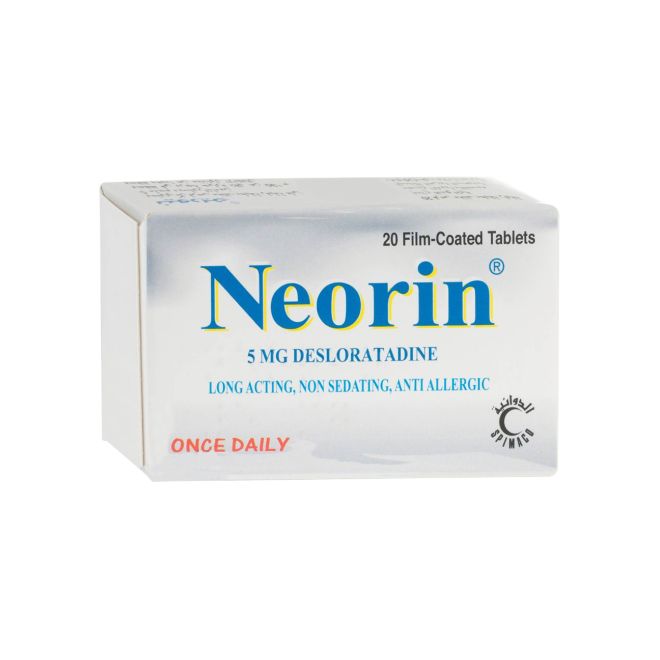 20 Film-Coated Tablets
Neorin®
5 MG DESLORATADINE
LONG ACTING, NON SEDATING, ANTI ALLERGIC
الدوائية
SPIMACO
ONCE DAILY